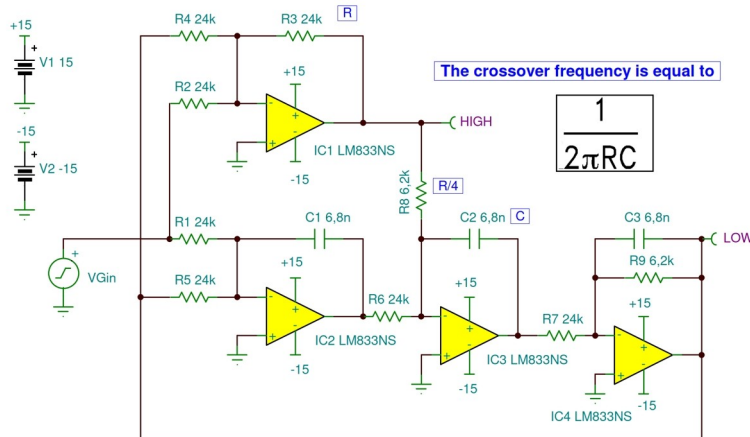 R4 24k
R3 24k
R
+15
V1 15
The crossover frequency is equal to
+15
R2 24k
1
2πRC
HIGH
-15
V2 -15
IC1 LM833NS
-15
R8 6,2k
R/4
R1 24k
C1 6,8n
C2 6,8n
C
C3 6,8n
LOW
+
VGin
R5 24k
+15
R9 6,2k
+15
+15
R6 24k
R7 24k
IC2 LM833NS
IC3 LM833NS
-15
-15
-15
IC4 LM833NS